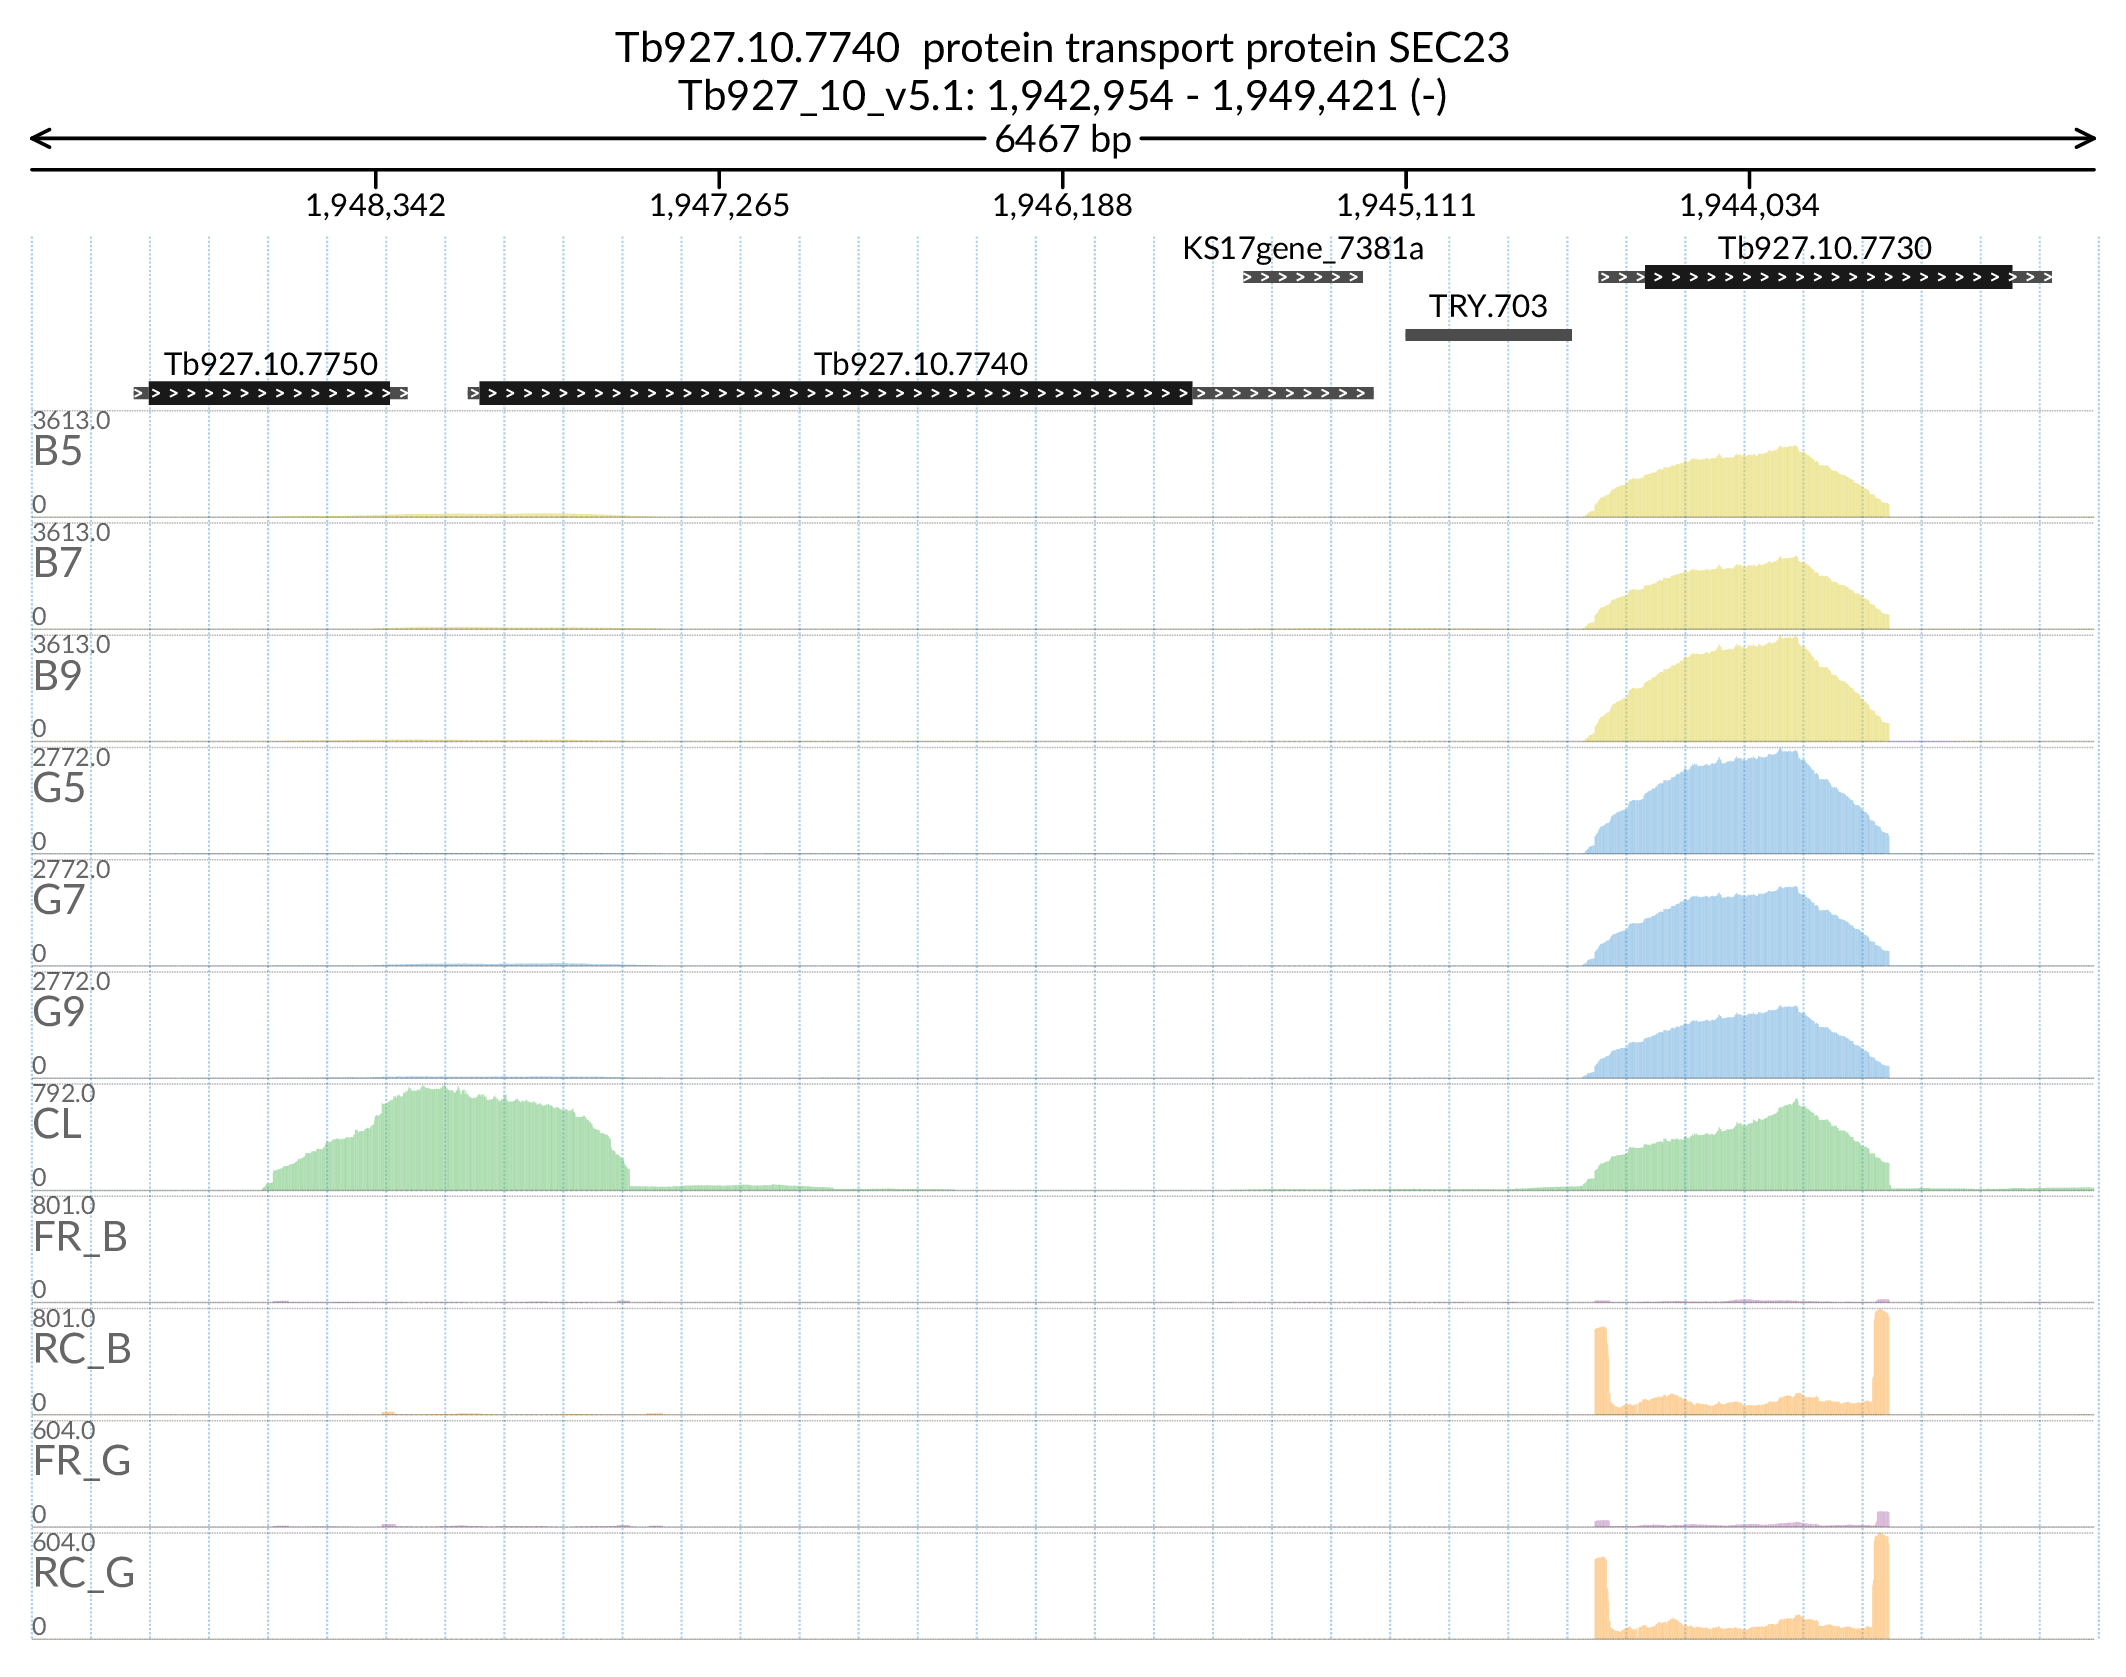 Tb927.10.7740  protein transport protein SEC23
Tb927_10_v5.1: 1,942,954 - 1,949,421 (-)
6467 bp
1,948,342 1,947,265 1,946,188 1,945,111 1,944,034
KS17gene_7381a Tb927.10.7730
TRY.703
Tb927.10.7750 Tb927.10.7740
3613.0
B5
0
3613.0
B7
0
3613.0
B9
0
2772.0
G5
0
2772.0
G7
0
2772.0
G9
0
792.0
CL
0
801.0
FR_B
0
801.0
RC_B
0
604.0
FR_G
0
604.0
RC_G
0